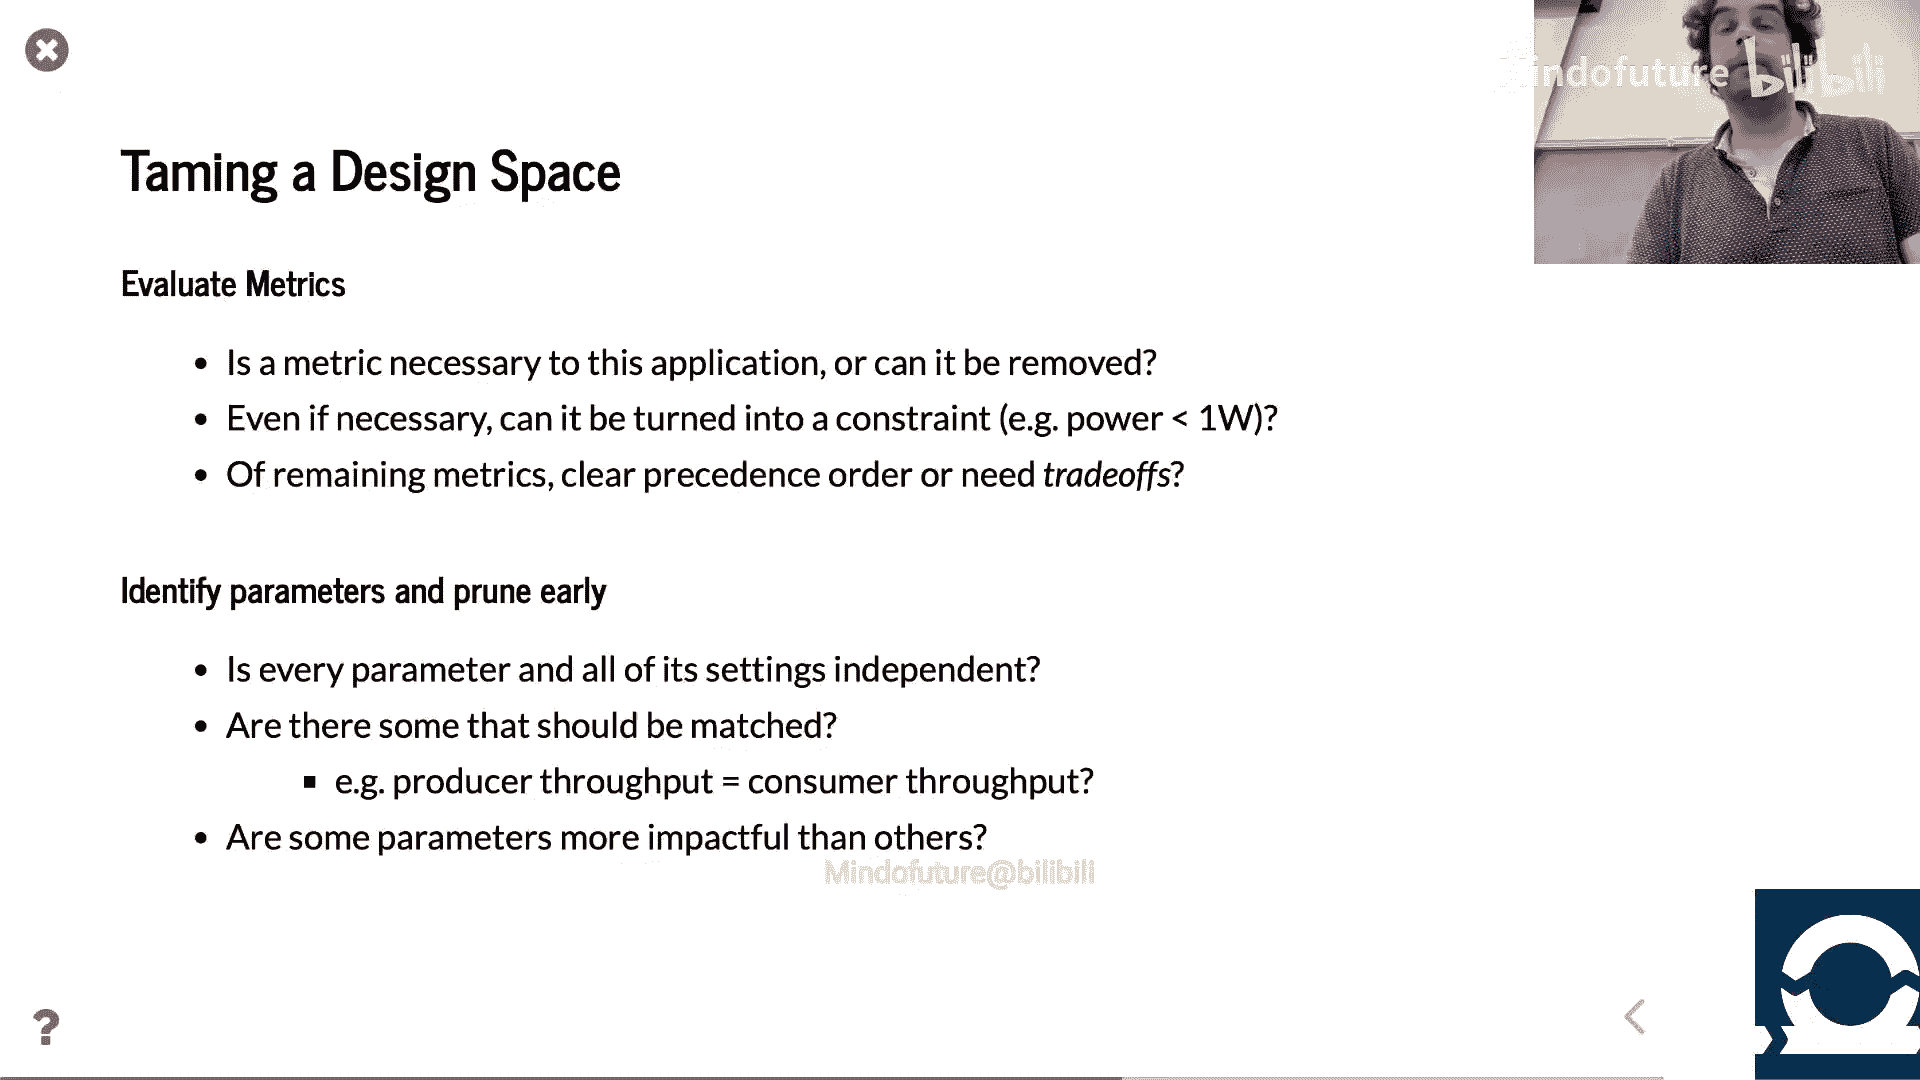 indofuture bilibili
Taming a Design Space
Evaluate Metrics
• Is a metric necessary to this application, or can it be removed?
• Even if necessary, can it be turned into a constraint (e.g. power < 1W)?
• Of remaining metrics, clear precedence order or need tradeoffs?
Identify parameters and prune early
• Is every parameter and all of its settings independent?
• Are there some that should be matched?
▪ e.g. producer throughput = consumer throughput?
• Are some parameters more impactful than others?
Mindofuture@bilibili
?